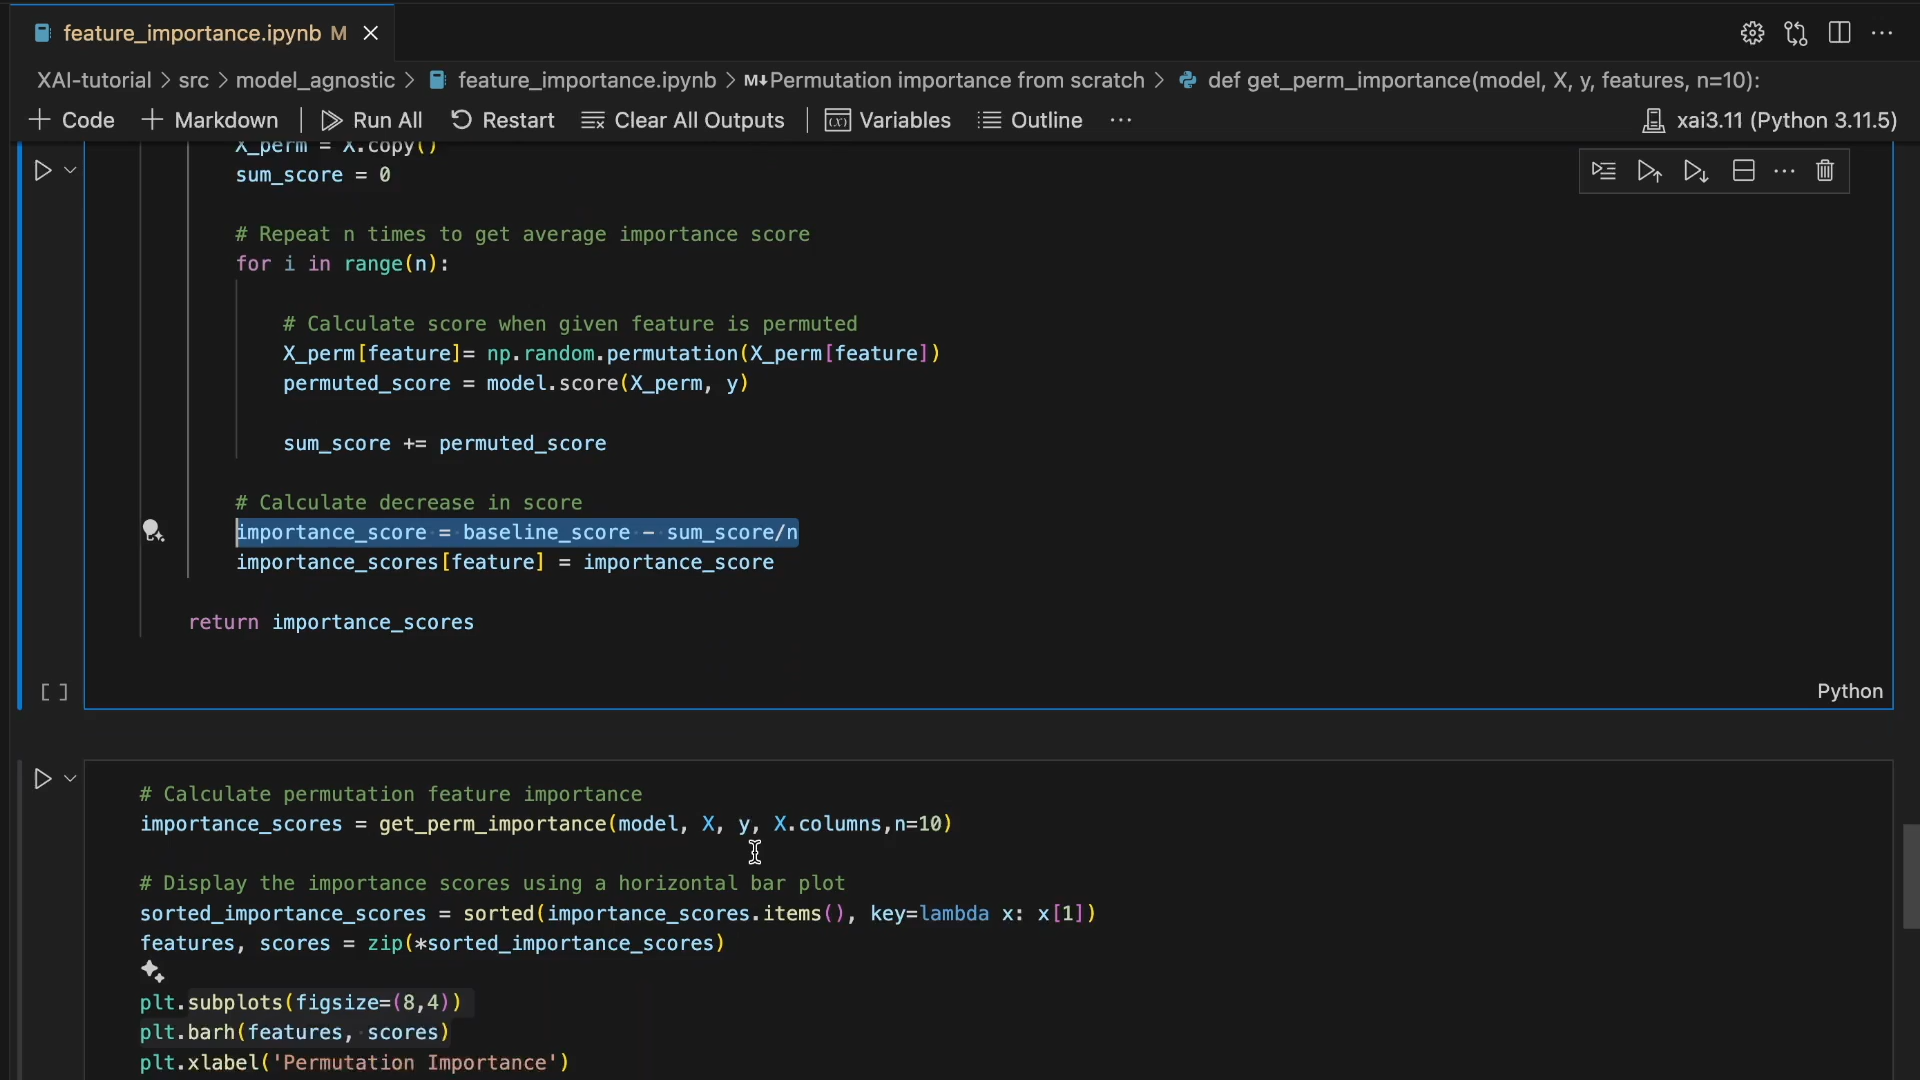 feature_importance.ipynb M
XAI-tutorial > src > model_agnostic > feature_importance.ipynb > M↓Permutation importance from scratch > def get_perm_importance(model, X, y, features, n=10):
+ Code + Markdown | Run All Restart Clear All Outputs | Variables Outline ... xai3.11 (Python 3.11.5)
X_perm = X.copy()
sum_score = 0
# Repeat n times to get average importance score
for i in range(n):
# Calculate score when given feature is permuted
X_perm[feature]= np.random.permutation(X_perm[feature])
permuted_score = model.score(X_perm, y)
sum_score += permuted_score
# Calculate decrease in score
importance_score = baseline_score - sum_score/n
importance_scores[feature] = importance_score
return importance_scores
[ ]
Python
# Calculate permutation feature importance
importance_scores = get_perm_importance(model, X, y, X.columns,n=10)
# Display the importance scores using a horizontal bar plot
sorted_importance_scores = sorted(importance_scores.items(), key=lambda x: x[1])
features, scores = zip(*sorted_importance_scores)
plt.subplots(figsize=(8,4))
plt.barh(features, scores)
plt.xlabel('Permutation Importance')